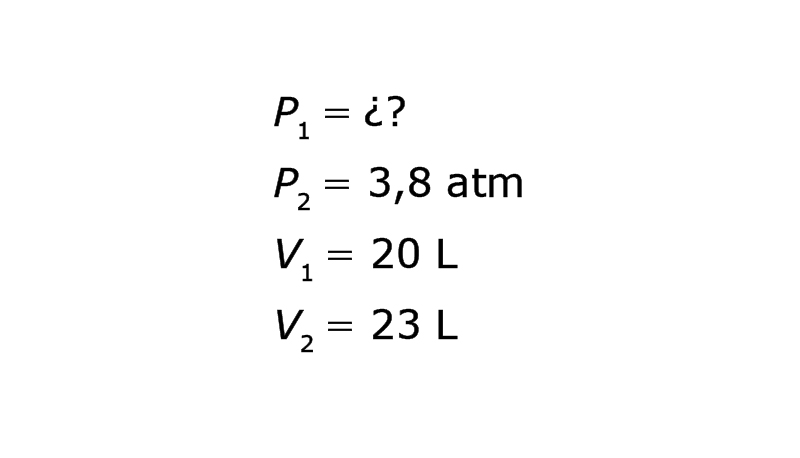 P₁ = ¿?
P₂ = 3,8 atm
V₁ = 20 L
V₂ = 23 L